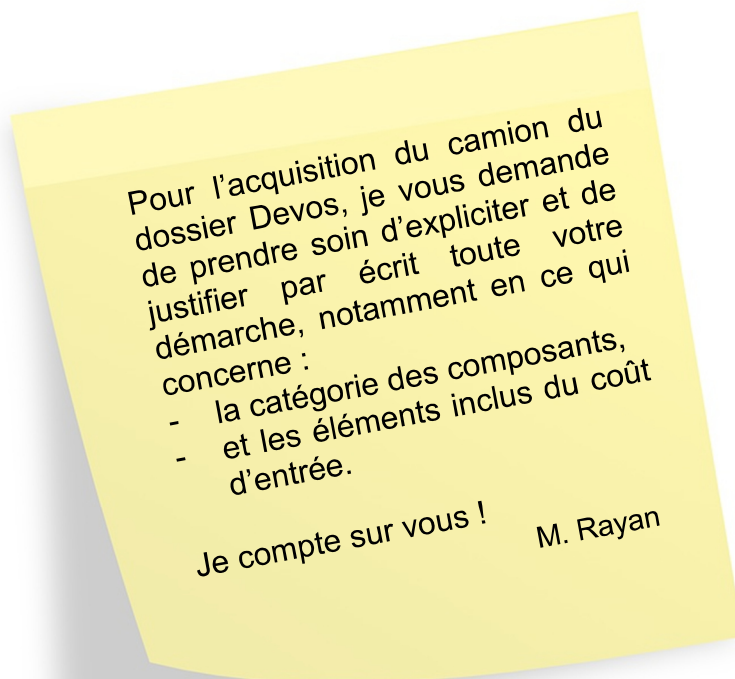 Pour l’acquisition du camion du
dossier Devos, je vous demande
de prendre soin d’expliciter et de
justifier par écrit toute votre
démarche, notamment en ce qui
concerne :
- la catégorie des composants,
- et les éléments inclus du coût
d’entrée.
Je compte sur vous !
M. Rayan